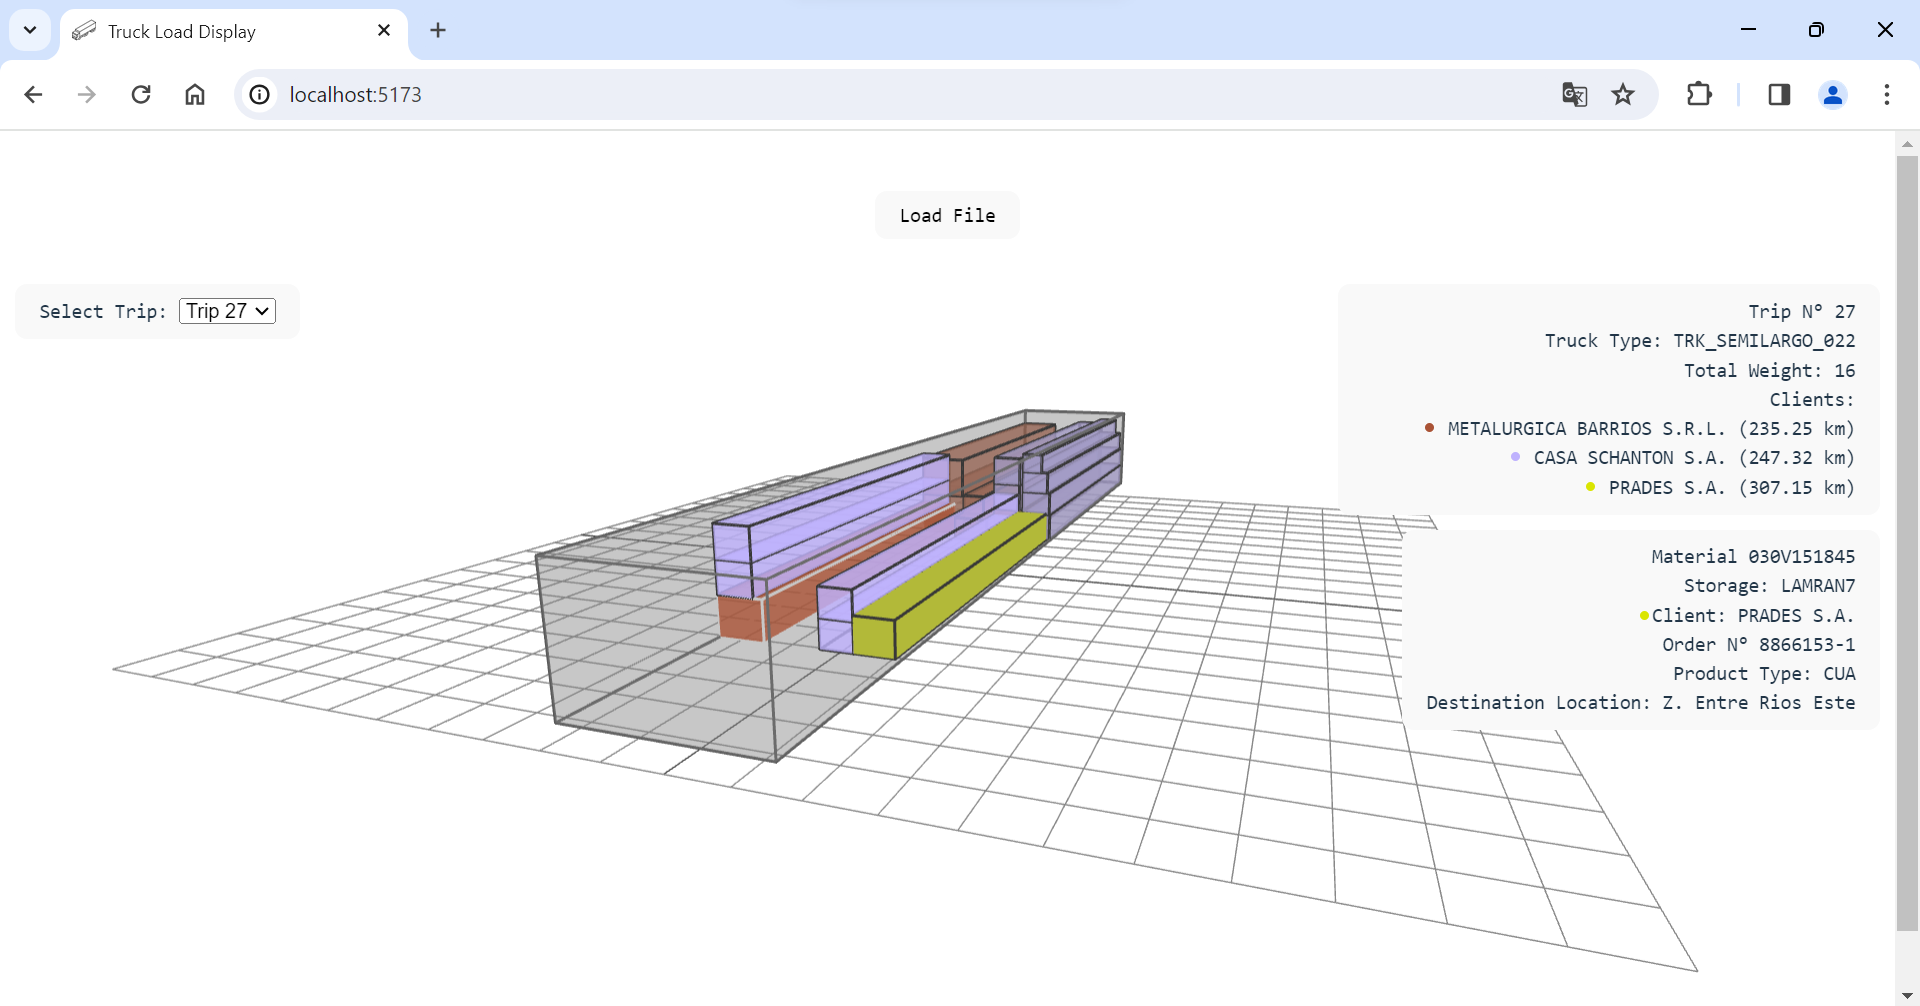 Truck Load Display
localhost:5173
Load File
Select Trip: Trip 27
Trip N° 27
Truck Type: TRK_SEMILARGO_022
Total Weight: 16
Clients:
METALURGICA BARRIOS S.R.L. (235.25 km)
CASA SCHANTON S.A. (247.32 km)
PRADES S.A. (307.15 km)
Material 030V151845
Storage: LAMRAN7
Client: PRADES S.A.
Order N° 8866153-1
Product Type: CUA
Destination Location: Z. Entre Rios Este